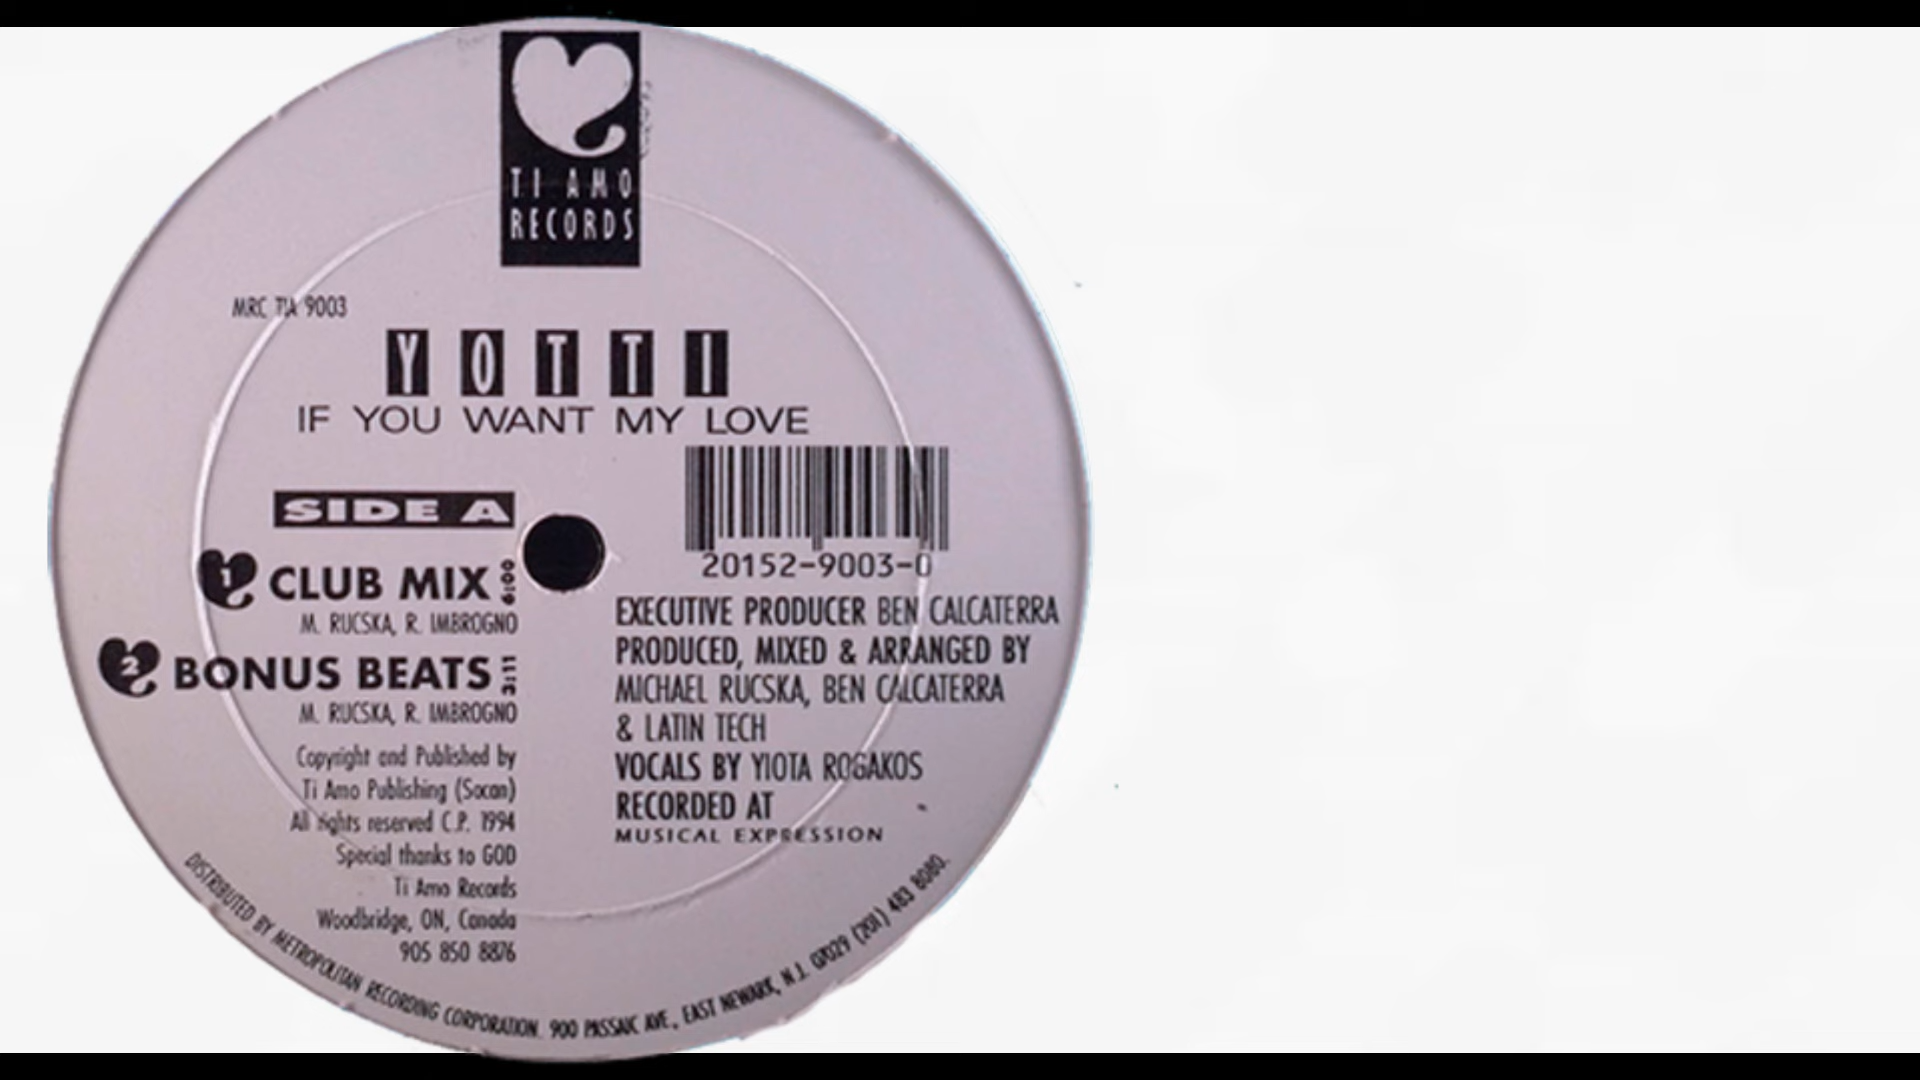 TI AMO
RECORDS
MRC TIA 9003
YOTTI
IF YOU WANT MY LOVE
SIDE A
1 CLUB MIX 6:00
M. RUCSKA, R. IMBROGNO
2 BONUS BEATS 3:11
M. RUCSKA, R. IMBROGNO
Copyright and Published by
Ti Amo Publishing (Socan)
All rights reserved C.P. 1994
Special thanks to GOD
Ti Amo Records
Woodbridge, ON, Canada
905 850 8876
20152-9003-0
EXECUTIVE PRODUCER BEN CALCATERRA
PRODUCED, MIXED & ARRANGED BY
MICHAEL RUCSKA, BEN CALCATERRA
& LATIN TECH
VOCALS BY YIOTA ROGAKOS
RECORDED AT
MUSICAL EXPRESSION
DISTRIBUTED BY METROPOLITAN RECORDING CORPORATION. 900 PASSAIC AVE., EAST NEWARK, N.J. 07029 (201) 483 8080.